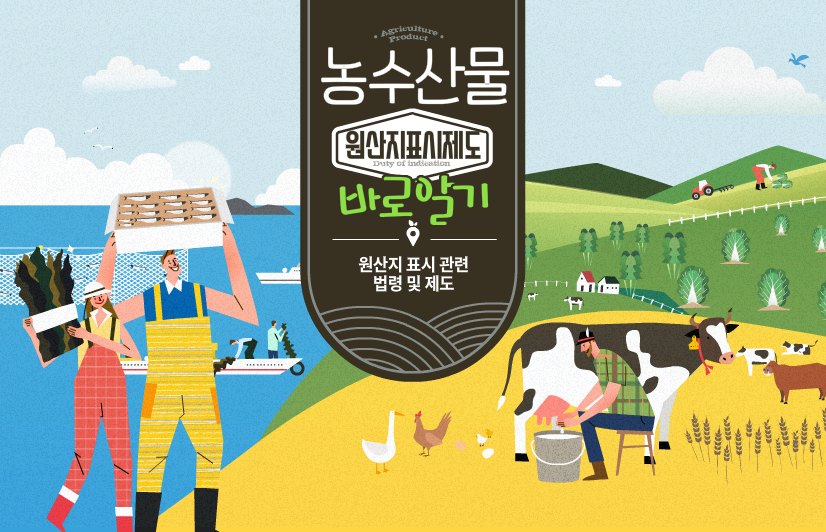 Agriculture
Product
농수산물
원산지표시제도
Duty of indication
바로알기
원산지 표시 관련
법령 및 제도